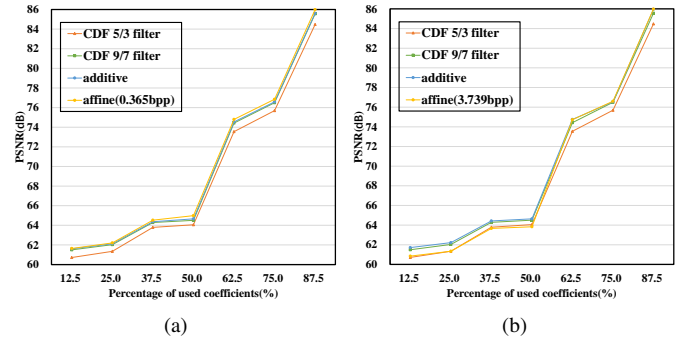 86
84
82
80
78
76
74
72
70
68
66
64
62
60
PSNR(dB)
CDF 5/3 filter
CDF 9/7 filter
additive
affine(0.365bpp)
12.5 25.0 37.5 50.0 62.5 75.0 87.5
Percentage of used coefficients(%)
(a)
86
84
82
80
78
76
74
72
70
68
66
64
62
60
PSNR(dB)
CDF 5/3 filter
CDF 9/7 filter
additive
affine(3.739bpp)
12.5 25.0 37.5 50.0 62.5 75.0 87.5
Percentage of used coefficients(%)
(b)